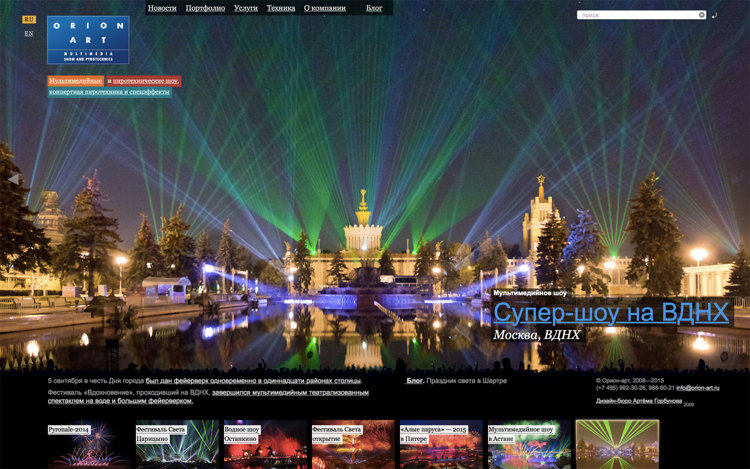 RU
EN
Новости Портфолио Услуги Техника О компании Блог
поиск
ORION
ART
MULTIMEDIA
SHOW AND PYROTECHNICS
Мультимедийные и пиротехнические шоу,
концертная пиротехника и спецэффекты
Мультимедийное шоу
Супер-шоу на ВДНХ
Москва, ВДНХ
5 сентября в честь Дня города был дан фейерверк одновременно в одиннадцати районах столицы.
Фестиваль «Вдохновение», проходивший на ВДНХ, завершился мультимедийным театрализованным
спектаклем на воде и большим фейерверком.
Блог. Праздник света в Шартре
© Орион-арт, 2008—2015
(+7 495) 982-30-26, 988-60-21 info@orion-art.ru
Дизайн-бюро Артёма Горбунова
2009
Pyronale-2014
Фестиваль Света
Царицыно
Водное шоу
Останкино
Фестиваль Света
открытие
«Алые паруса» — 2015
в Питере
Мультимедийное шоу
в Астане